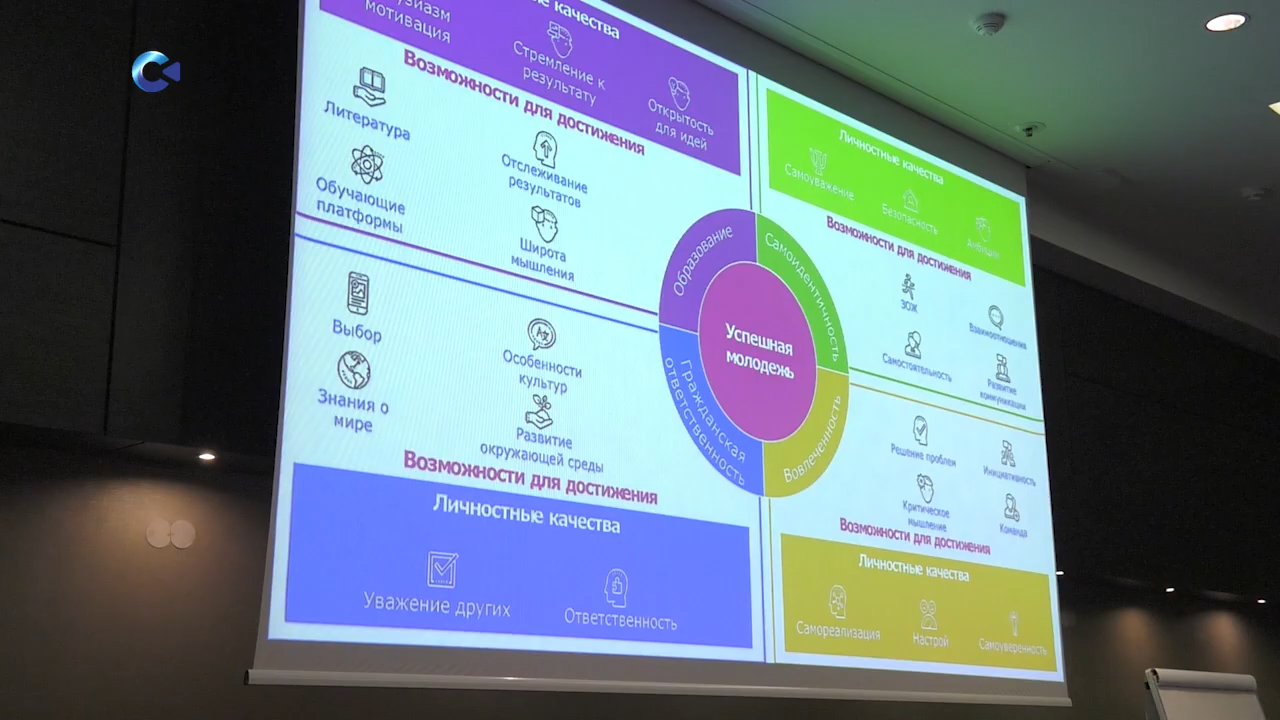 мотивация
качества
Стремление к
результату
Открытость
для идей
Возможности для достижения
Литература
Отслеживание
результатов
Обучающие
платформы
Широта
мышления
Личностные качества
Самоуважение
Безопасность
Возможности для достижения
ЗОЖ
Взаимоотношения
Самостоятельность
Развитие
коммуникации
Образование
Самоидентичность
Успешная
молодежь
Гражданская
ответственность
Вовлеченность
Выбор
Особенности
культур
Знания о
мире
Развитие
окружающей среды
Возможности для достижения
Личностные качества
Уважение других
Ответственность
Решение проблем
Инициативность
Критическое
мышление
Команда
Возможности для достижения
Личностные качества
Самореализация
Настрой
Самоуверенность